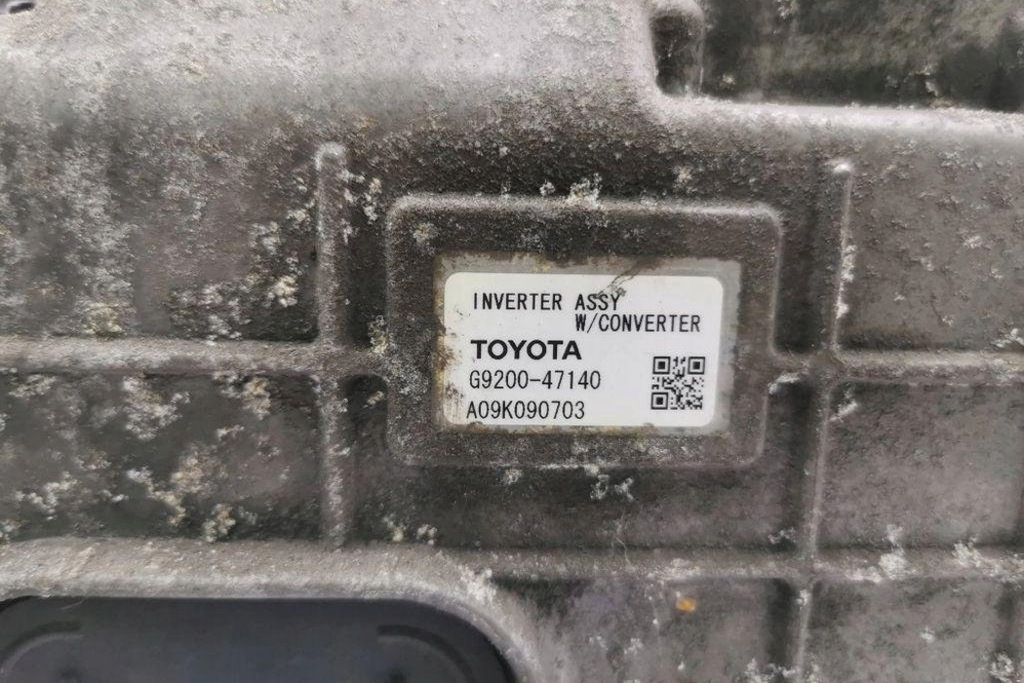 INVERTER ASSY
W/CONVERTER
TOYOTA
G9200-47140
A09K090703